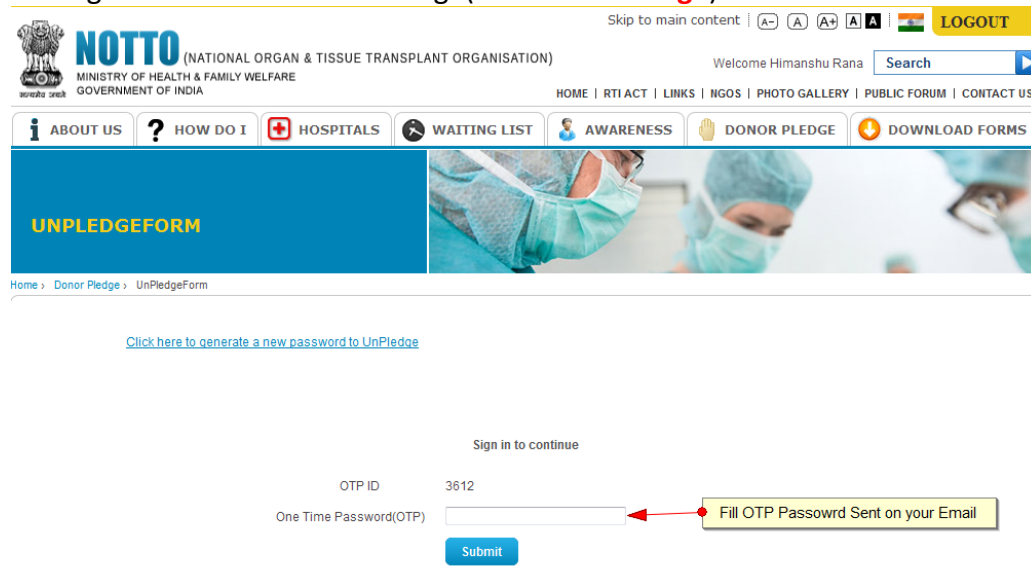 Skip to main content A- A A+ A A LOGOUT
NOTTO (NATIONAL ORGAN & TISSUE TRANSPLANT ORGANISATION)
MINISTRY OF HEALTH & FAMILY WELFARE
GOVERNMENT OF INDIA
सत्यमेव जयते
Welcome Himanshu Rana Search
HOME | RTI ACT | LINKS | NGOS | PHOTO GALLERY | PUBLIC FORUM | CONTACT US
ABOUT US ? HOW DO I HOSPITALS WAITING LIST AWARENESS DONOR PLEDGE DOWNLOAD FORMS
UNPLEDGEFORM
Home › Donor Pledge › UnPledgeForm
Click here to generate a new password to UnPledge
Sign in to continue
OTP ID 3612
One Time Password(OTP) Fill OTP Passowrd Sent on your Email
Submit